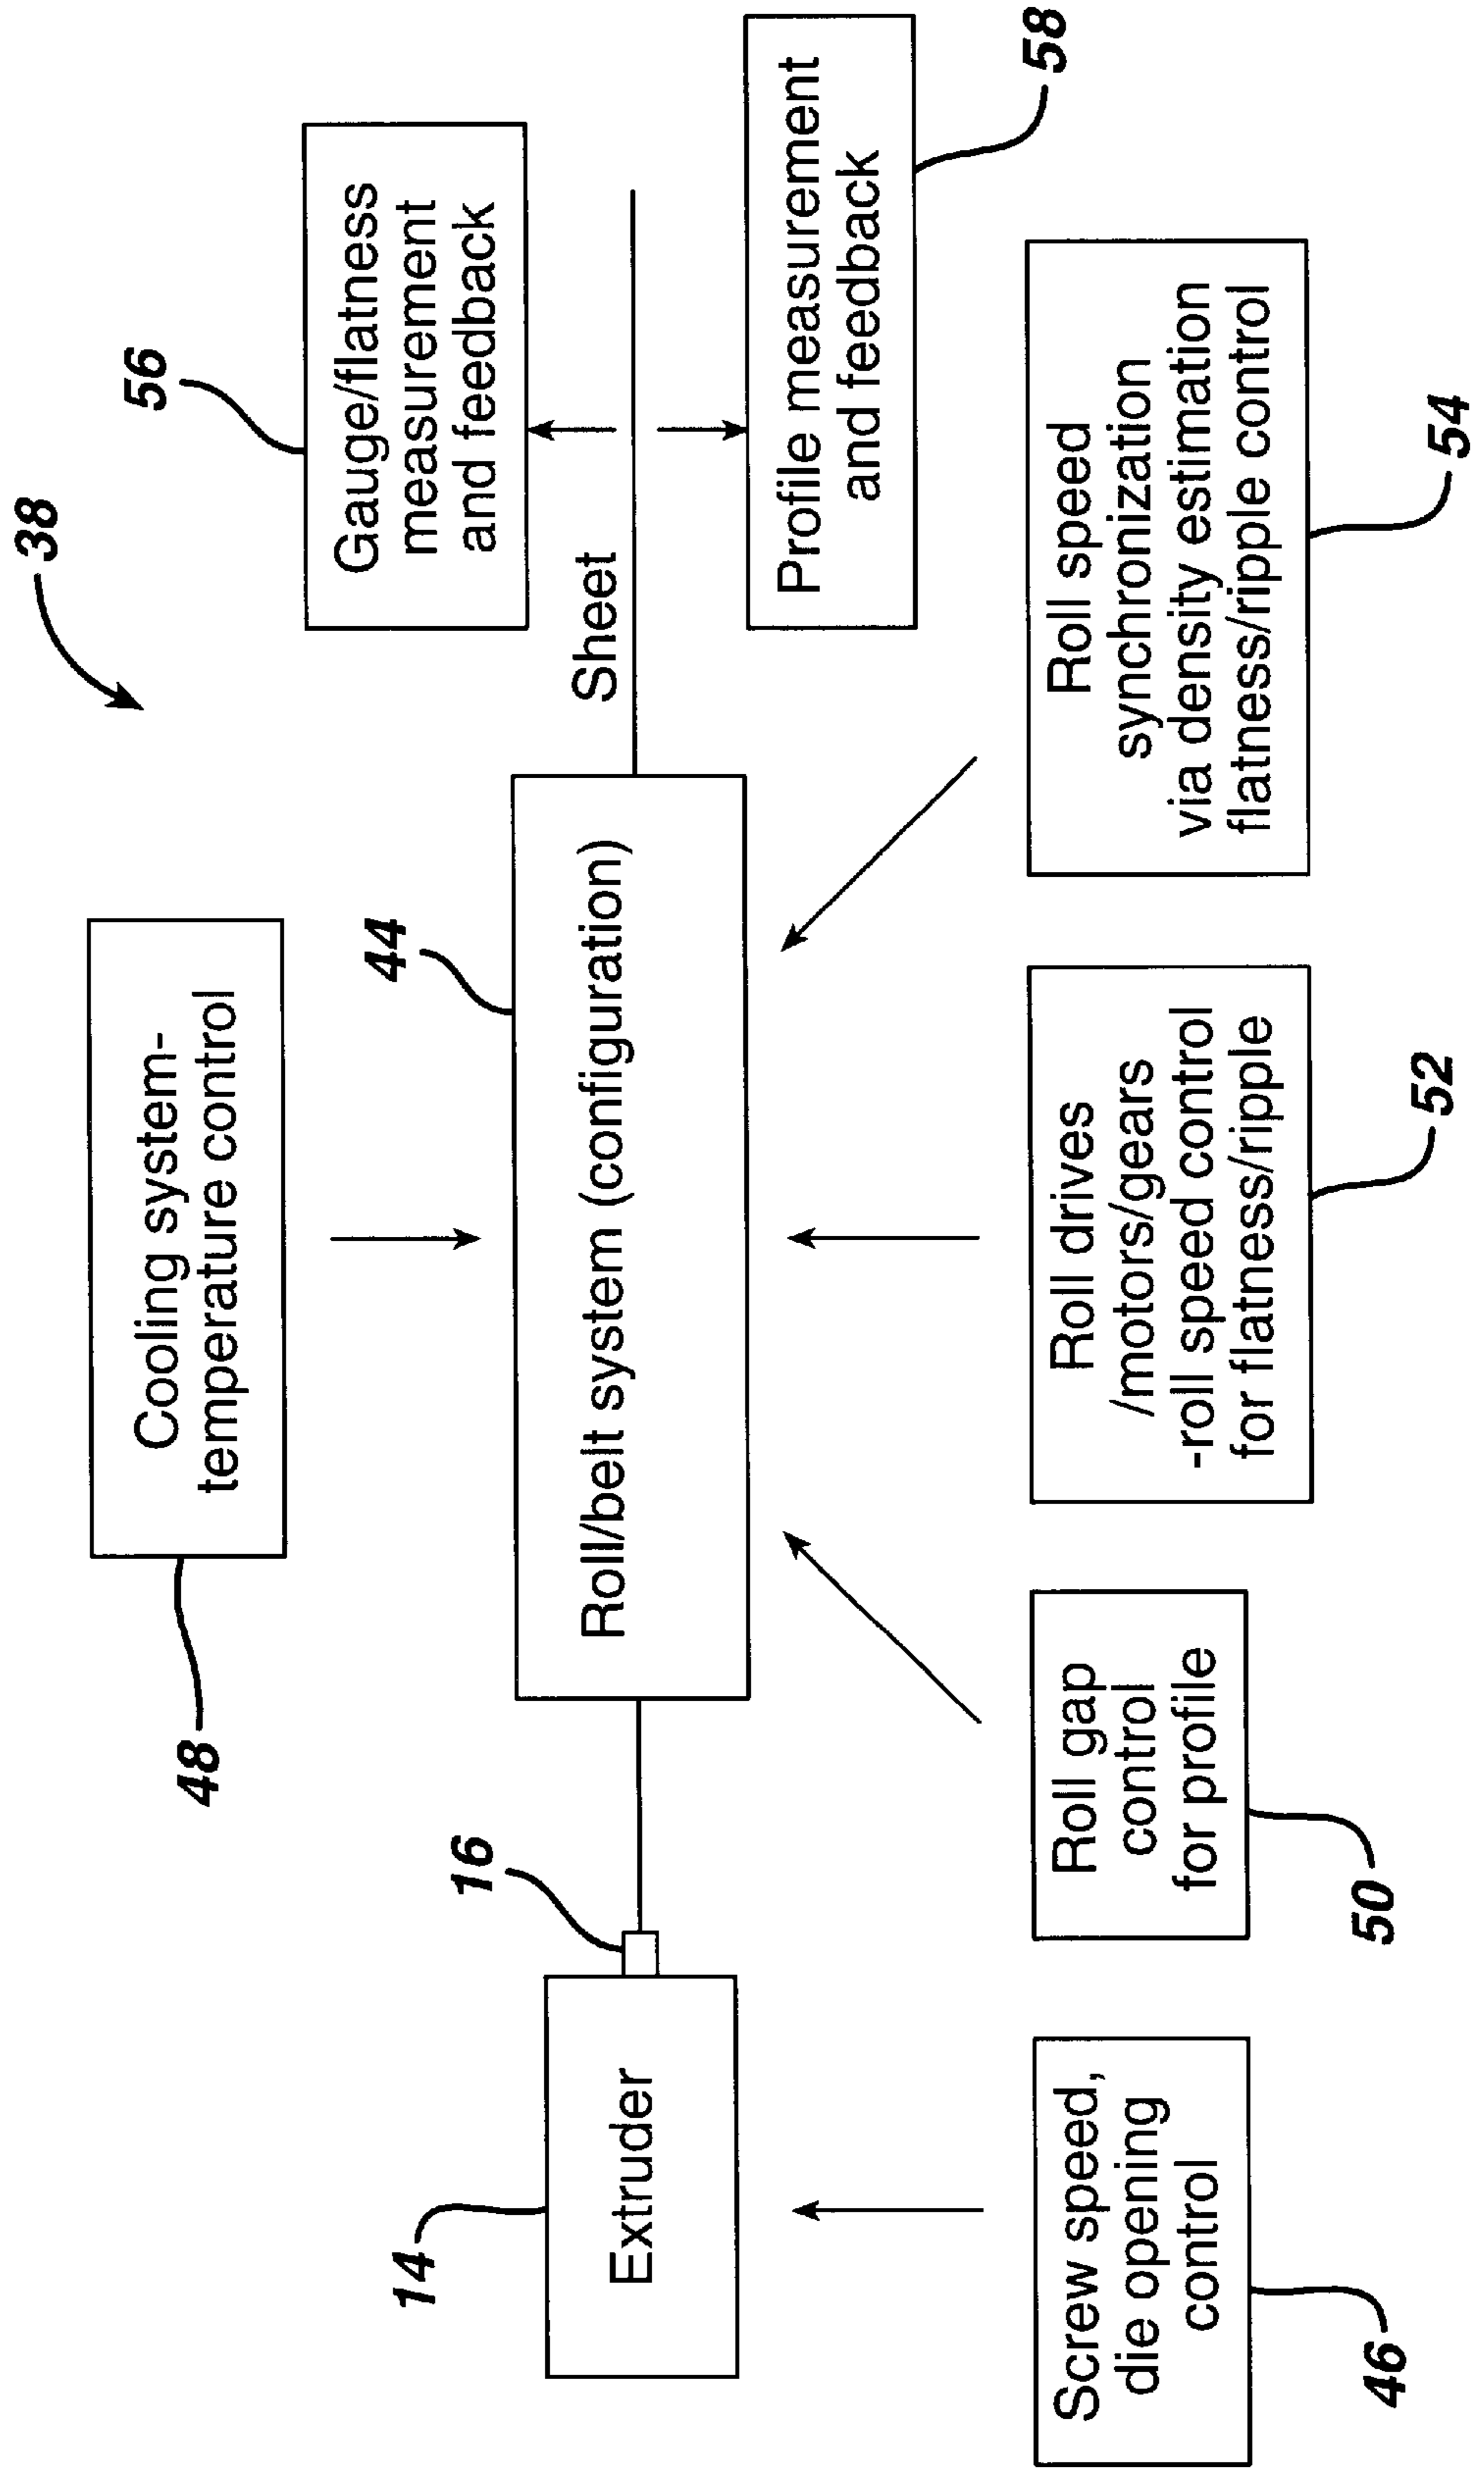 38
48
Cooling system-
temperature control
56
Gauge/flatness
measurement
and feedback
14
Extruder
16
44
Roll/belt system (configuration)
Sheet
Profile measurement
and feedback
58
Screw speed,
die opening
control
46
Roll gap
control
for profile
50
Roll drives
/motors/gears
-roll speed control
for flatness/ripple
52
Roll speed
synchronization
via density estimation
flatness/ripple control
54